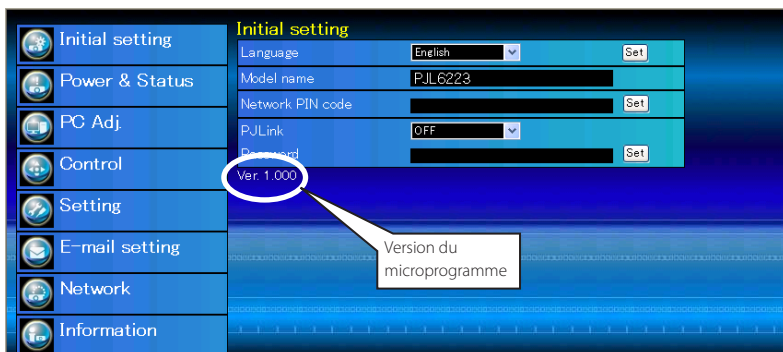 Initial setting
Power & Status
PC Adj.
Control
Setting
E-mail setting
Network
Information
Initial setting
Language English Set
Model name PJL6223
Network PIN code Set
PJLink OFF
Password Set
Ver. 1.000
Version du
microprogramme